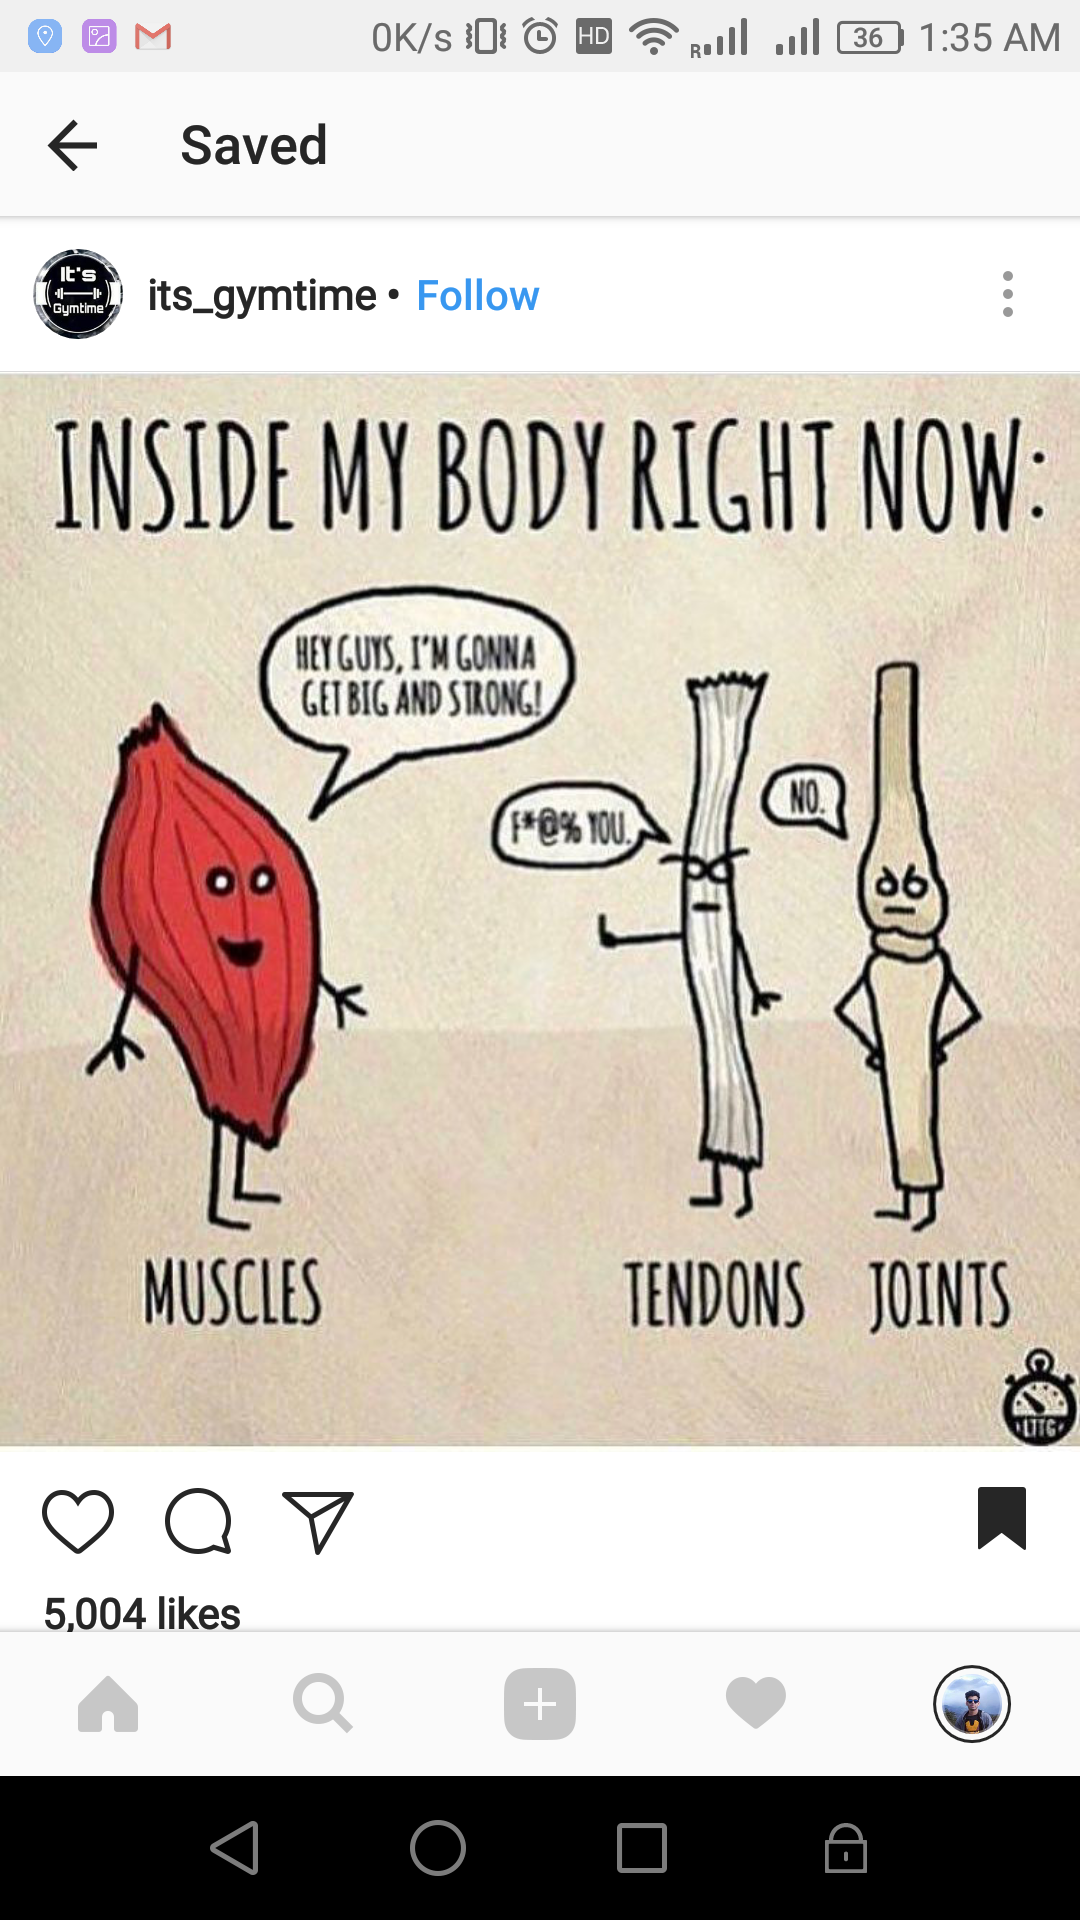 0K/s HD R 36 1:35 AM
Saved
It's
Gymtime
its_gymtime • Follow
INSIDE MY BODY RIGHT NOW:
HEY GUYS, I'M GONNA
GET BIG AND STRONG!
F*@% YOU.
NO.
MUSCLES
TENDONS JOINTS
LTTG
5,004 likes